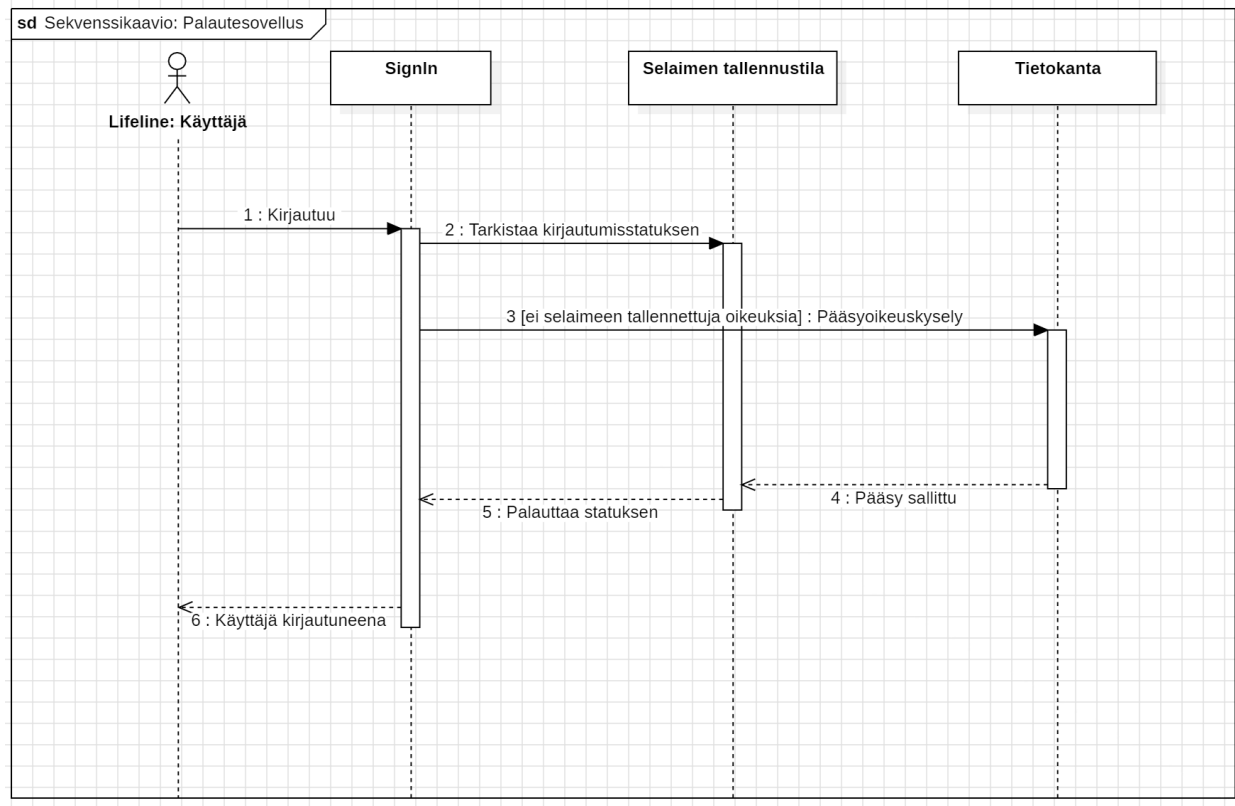 sd Sekvenssikaavio: Palautesovellus
SignIn
Selaimen tallennustila
Tietokanta
Lifeline: Käyttäjä
1 : Kirjautuu
2 : Tarkistaa kirjautumisstatuksen
3 [ei selaimeen tallennettuja oikeuksia] : Pääsyoikeuskysely
4 : Pääsy sallittu
5 : Palauttaa statuksen
6 : Käyttäjä kirjautuneena